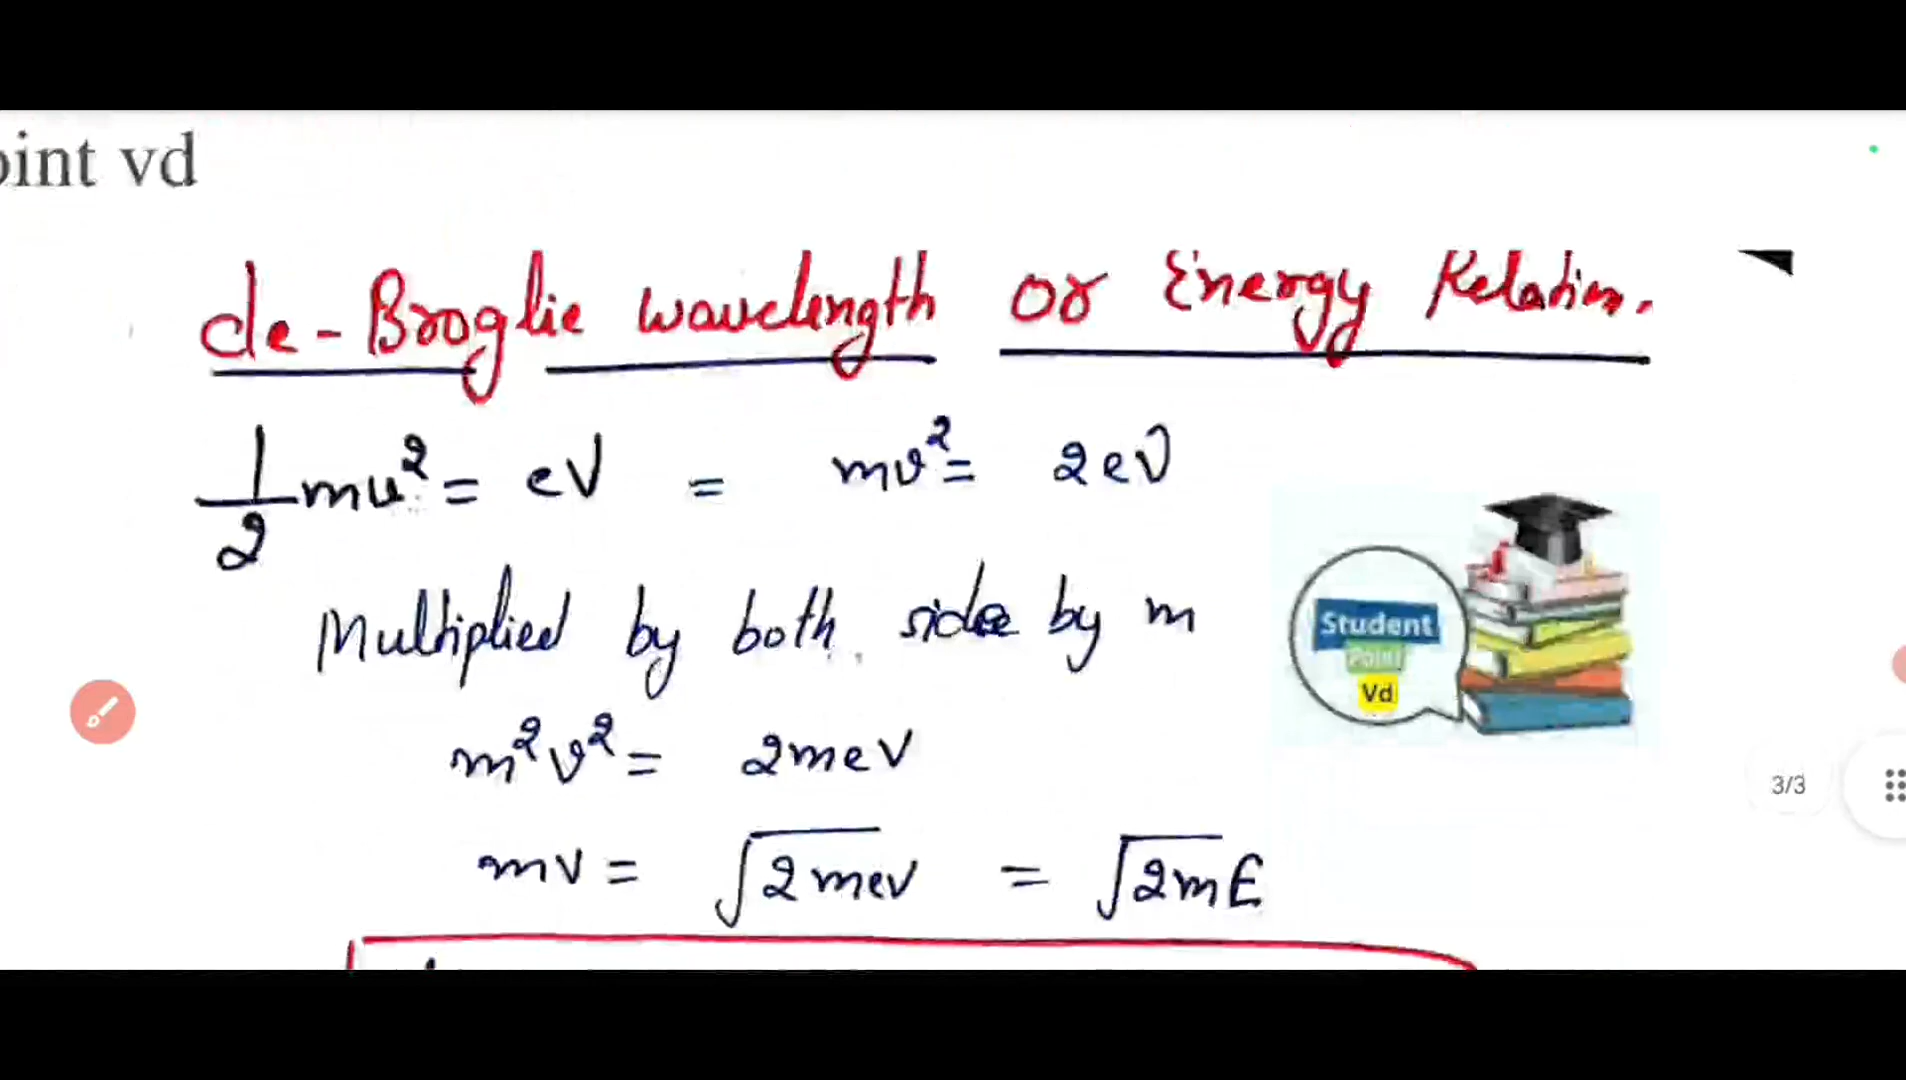 oint vd
de-Broglie wavelength or Energy Relation.
1/2 mv² = eV = mv² = 2eV
Multiplied by both side by m
m²v² = 2meV
mv = √2meV = √2mE
Student
Point
Vd
3/3